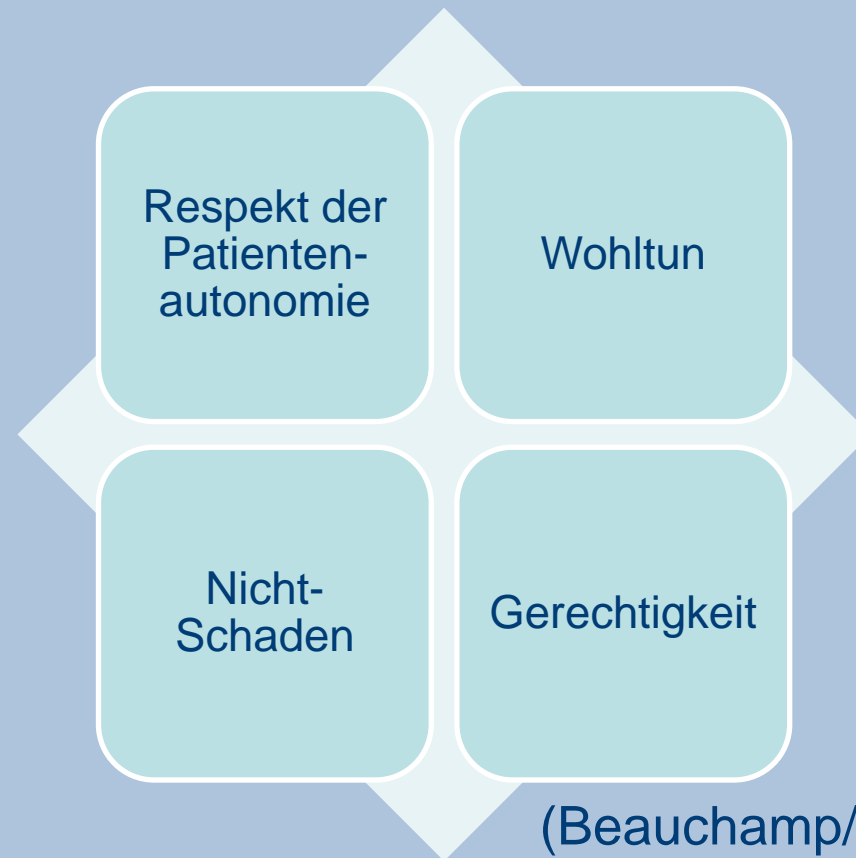 Respekt der
Patienten-
autonomie
Wohltun
Nicht-
Schaden
Gerechtigkeit
(Beauchamp/